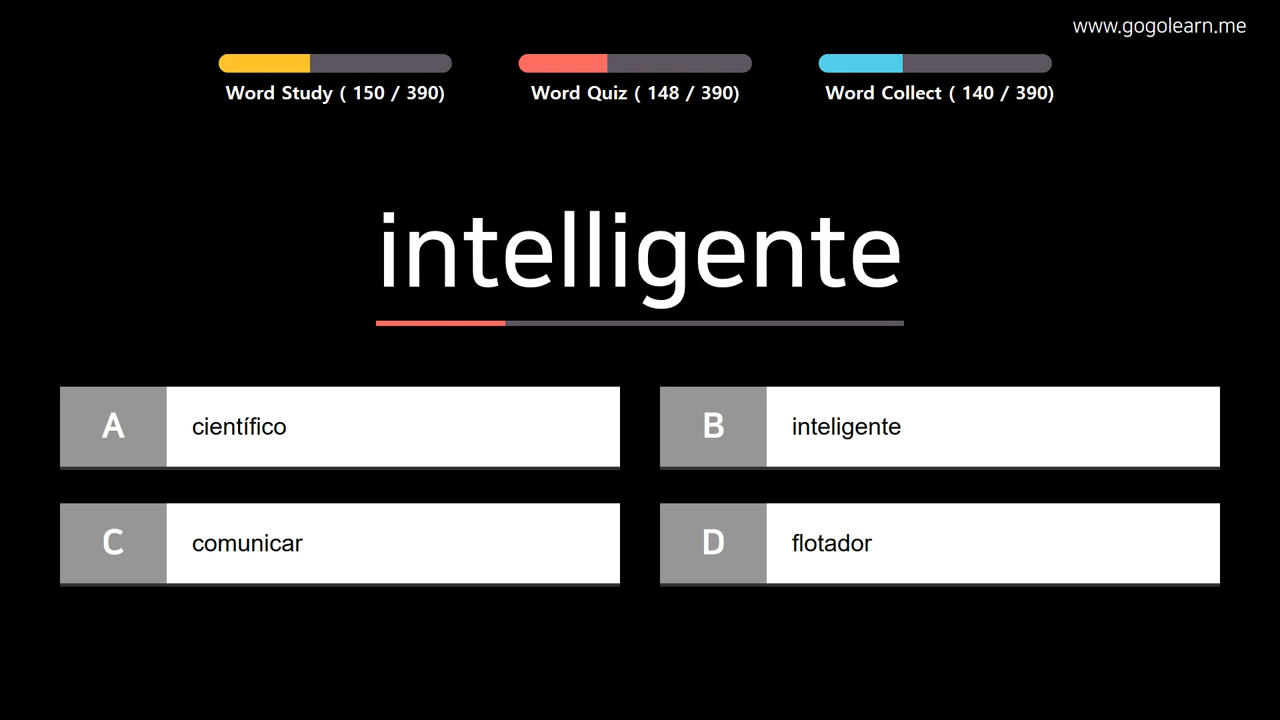 www.gogolearn.me
Word Study ( 150 / 390)
Word Quiz ( 148 / 390)
Word Collect ( 140 / 390)
intelligente
A científico
B inteligente
C comunicar
D flotador